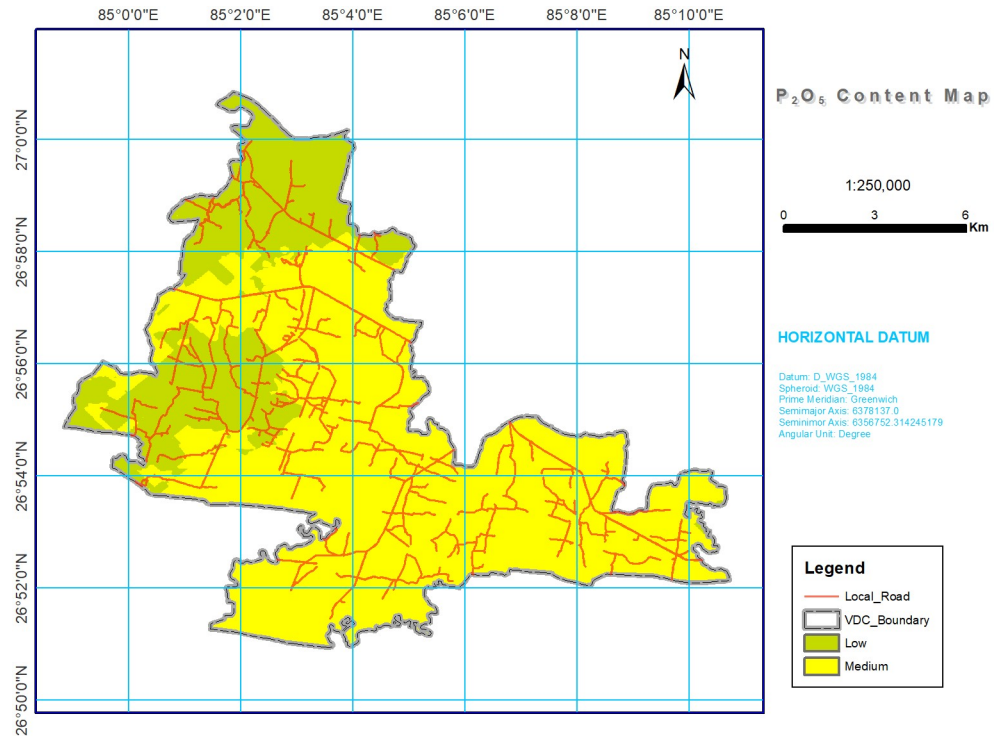 85°0'0"E 85°2'0"E 85°4'0"E 85°6'0"E 85°8'0"E 85°10'0"E
N
P₂O₅ Content Map
27°0'0"N
1:250,000
0 3 6
Km
26°58'0"N
HORIZONTAL DATUM
26°56'0"N
Datum: D_WGS_1984
Spheroid: WGS_1984
Prime Meridian: Greenwich
Semimajor Axis: 6378137.0
Semiminor Axis: 6356752.314245179
Angular Unit: Degree
26°54'0"N
26°52'0"N
Legend
Local_Road
VDC_Boundary
Low
Medium
26°50'0"N